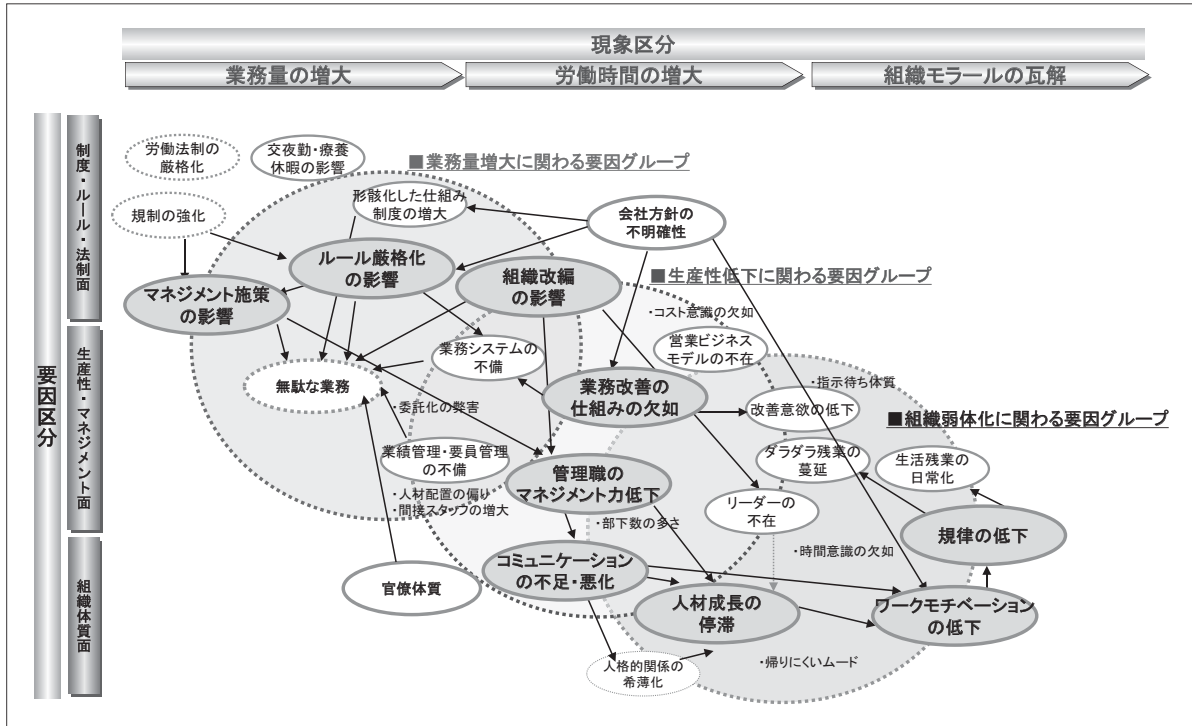 現象区分
業務量の増大
労働時間の増大
組織モラールの瓦解
要因区分
制度・ルール・法制面
生産性・マネジメント面
組織体質面
労働法制の
厳格化
交夜勤・療養
休暇の影響
■業務量増大に関わる要因グループ
規制の強化
形骸化した仕組み
制度の増大
会社方針の
不明確性
ルール厳格化
の影響
組織改編
の影響
■生産性低下に関わる要因グループ
マネジメント施策
の影響
・コスト意識の欠如
業務システムの
不備
営業ビジネス
モデルの不在
無駄な業務
業務改善の
仕組みの欠如
・指示待ち体質
・委託化の弊害
改善意欲の低下
■組織弱体化に関わる要因グループ
業績管理・要員管理
の不備
ダラダラ残業の
蔓延
生活残業の
日常化
管理職の
マネジメント力低下
・人材配置の偏り
・間接スタッフの増大
リーダーの
不在
・部下数の多さ
規律の低下
・時間意識の欠如
コミュニケーション
の不足・悪化
官僚体質
人材成長の
停滞
ワークモチベーション
の低下
人格的関係の
希薄化
・帰りにくいムード